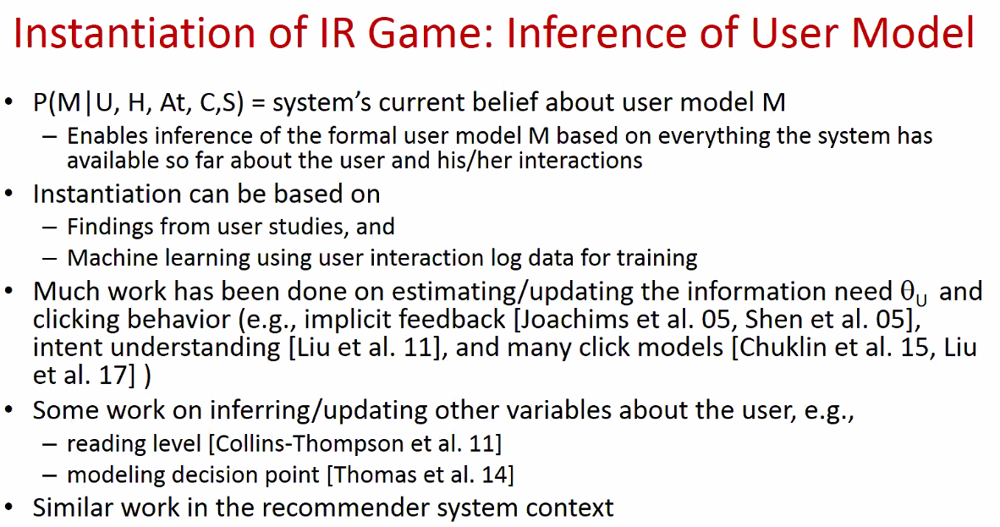 Instantiation of IR Game: Inference of User Model
• P(M|U, H, At, C,S) = system’s current belief about user model M
– Enables inference of the formal user model M based on everything the system has
available so far about the user and his/her interactions
• Instantiation can be based on
– Findings from user studies, and
– Machine learning using user interaction log data for training
• Much work has been done on estimating/updating the information need θU and
clicking behavior (e.g., implicit feedback [Joachims et al. 05, Shen et al. 05],
intent understanding [Liu et al. 11], and many click models [Chuklin et al. 15, Liu
et al. 17] )
• Some work on inferring/updating other variables about the user, e.g.,
– reading level [Collins-Thompson et al. 11]
– modeling decision point [Thomas et al. 14]
• Similar work in the recommender system context